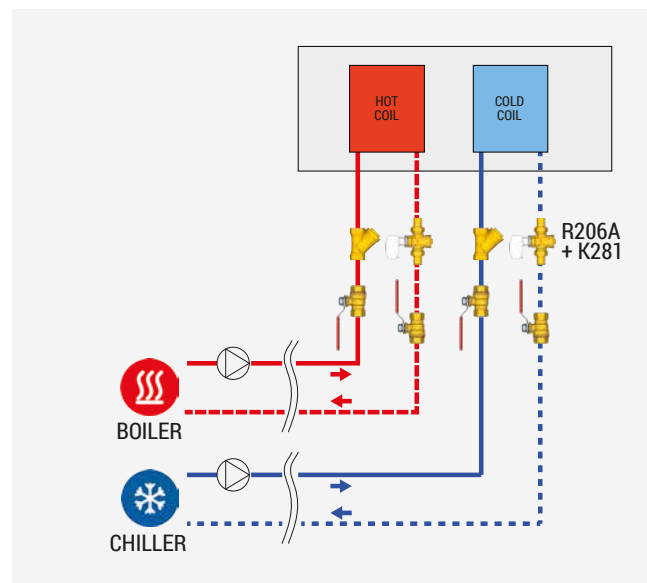 HOT
COIL
COLD
COIL
R206A
+ K281
BOILER
CHILLER